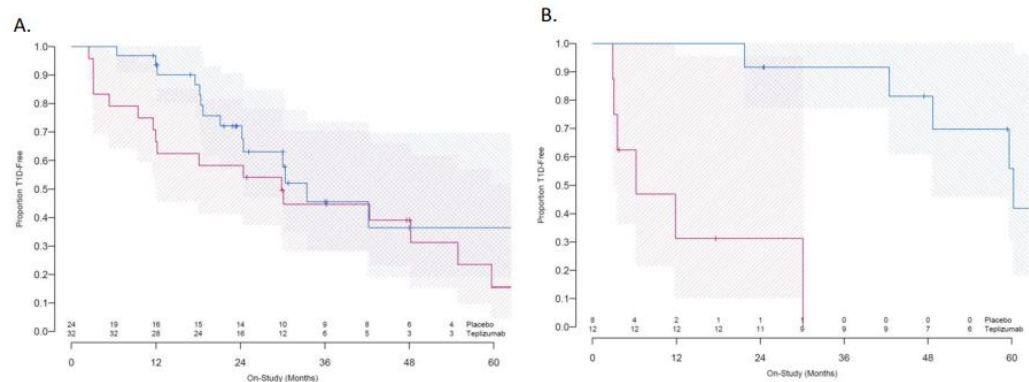 A.
Proportion T1D-Free
1.0
0.9
0.8
0.7
0.6
0.5
0.4
0.3
0.2
0.1
0.0
24 19 16 15 14 10 9 8 6 4 Placebo
32 32 28 24 16 12 6 5 3 3 Teplizumab
0 12 24 36 48 60
On-Study (Months)
B.
Proportion T1D-Free
1.0
0.9
0.8
0.7
0.6
0.5
0.4
0.3
0.2
0.1
0.0
8 4 2 1 1 1 0 0 0 0 Placebo
12 12 12 12 11 9 9 9 7 6 Teplizumab
0 12 24 36 48 60
On-Study (Months)